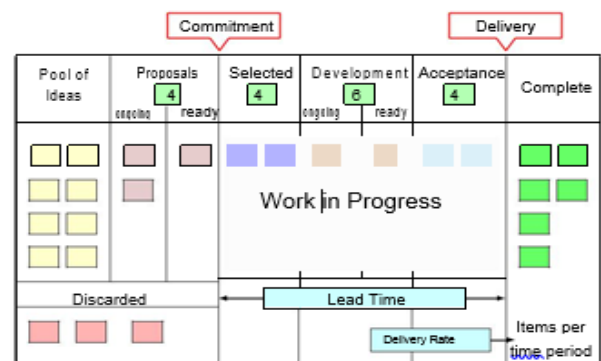 Commitment
Delivery
Pool of Ideas
Proposals
4
ongoing ready
Selected
4
Development
6
ongoing ready
Acceptance
4
Complete
Work in Progress
Discarded
Lead Time
Delivery Rate
Items per
time period